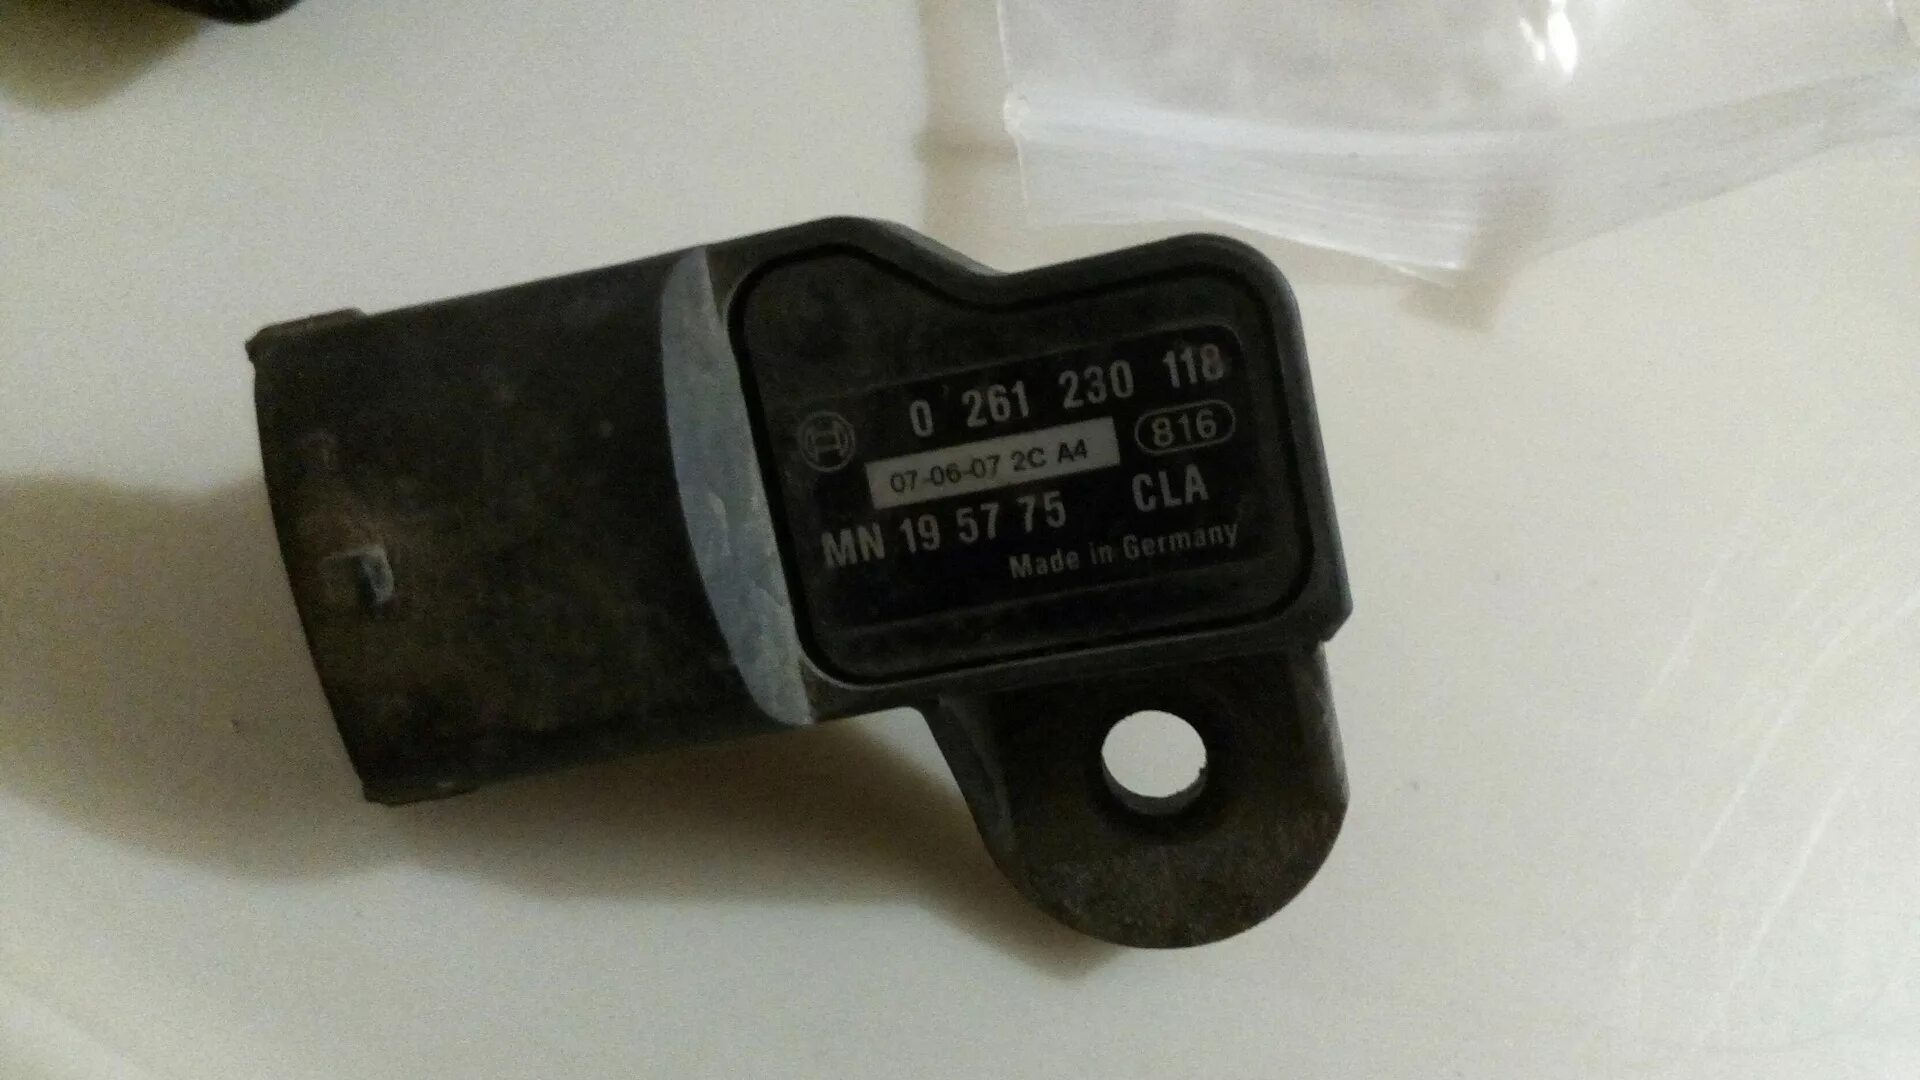 0 261 230 118
816
07-06-07 2C A4
MN 19 57 75 CLA
Made in Germany